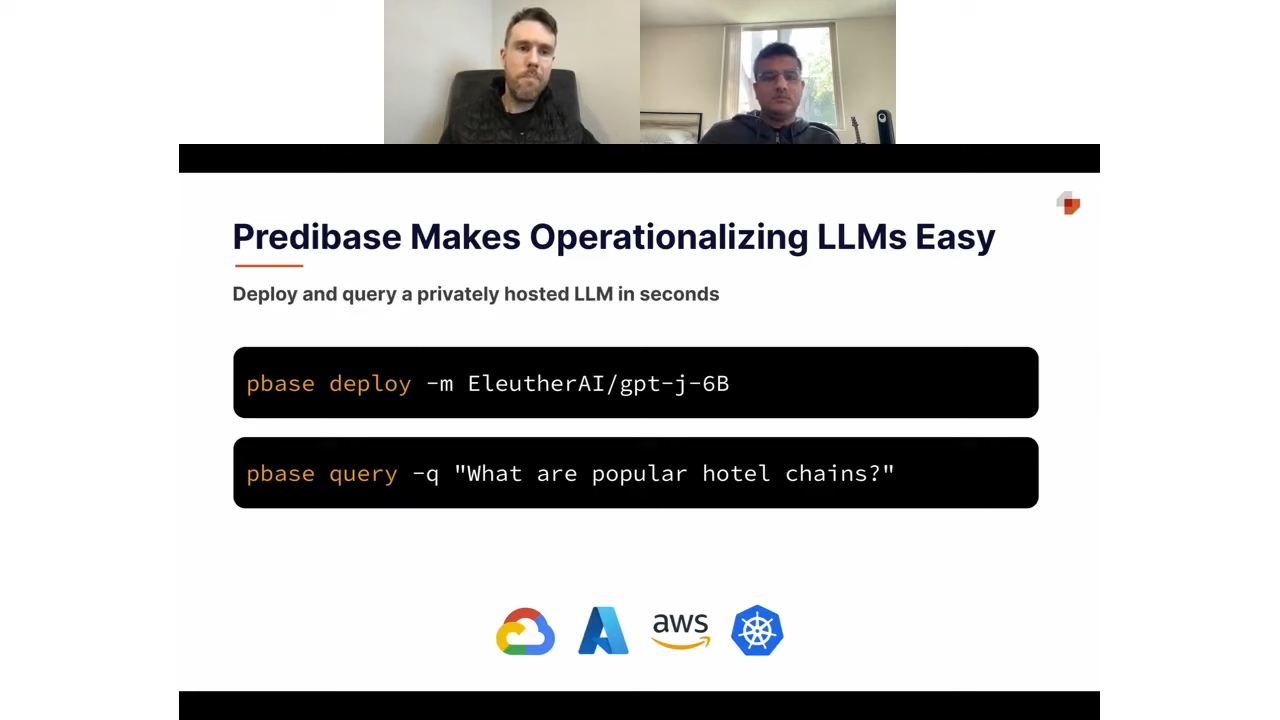 Predibase Makes Operationalizing LLMs Easy
Deploy and query a privately hosted LLM in seconds
pbase deploy -m EleutherAI/gpt-j-6B
pbase query -q "What are popular hotel chains?"
aws